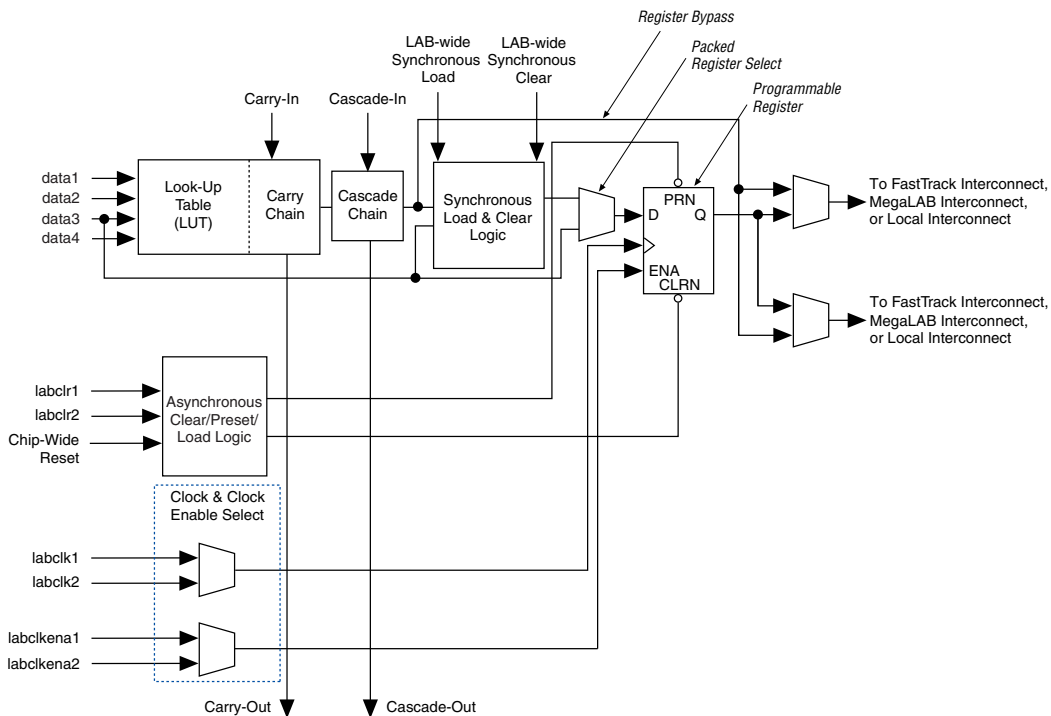 Register Bypass
Packed
Register Select
LAB-wide
Synchronous
Load
LAB-wide
Synchronous
Clear
Programmable
Register
Carry-In
Cascade-In
data1
data2
data3
data4
Look-Up
Table
(LUT)
Carry
Chain
Cascade
Chain
Synchronous
Load & Clear
Logic
PRN
D
Q
ENA
CLRN
To FastTrack Interconnect,
MegaLAB Interconnect,
or Local Interconnect
To FastTrack Interconnect,
MegaLAB Interconnect,
or Local Interconnect
labclr1
labclr2
Chip-Wide
Reset
Asynchronous
Clear/Preset/
Load Logic
Clock & Clock
Enable Select
labclk1
labclk2
labclkena1
labclkena2
Carry-Out
Cascade-Out